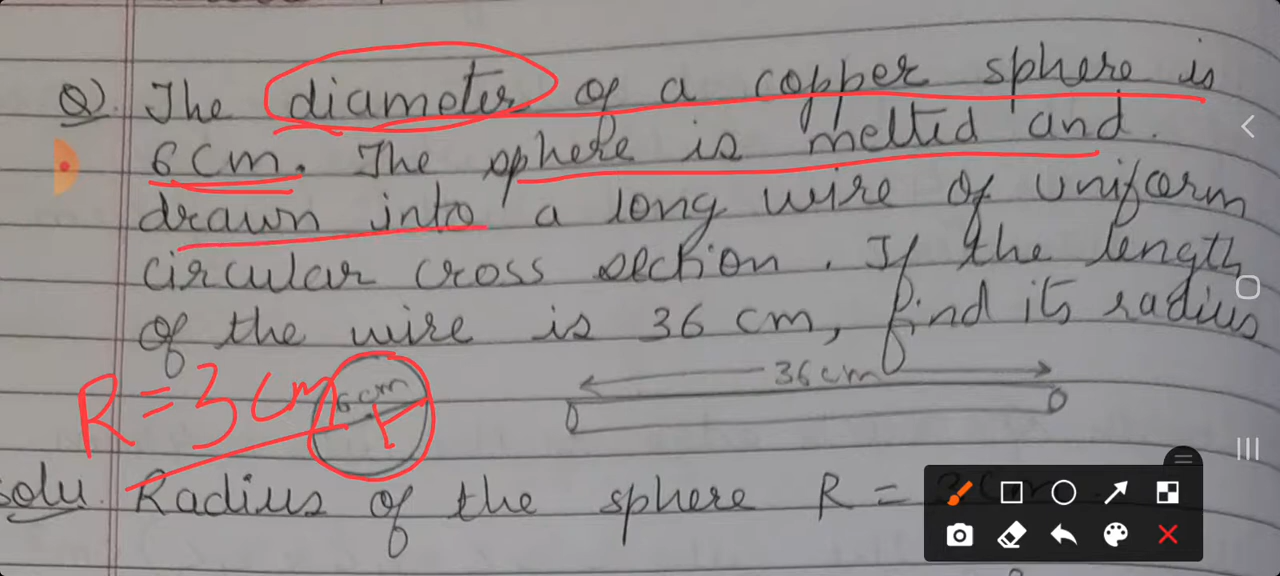 Q). The diameter of a copper sphere is
6 cm. The sphere is melted and
drawn into a long wire of uniform
circular cross section. If the length
of the wire is 36 cm, find its radius
R = 3 cm 6 cm r 36 cm
Solu. Radius of the sphere R = 3 cm.